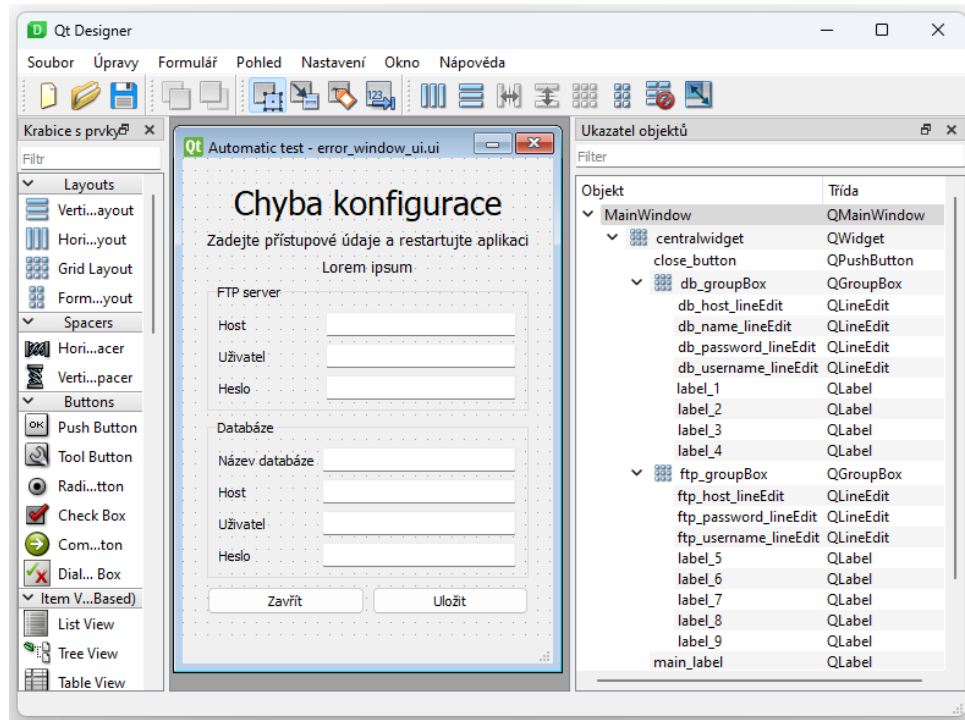 Qt Designer
Soubor Úpravy Formulář Pohled Nastavení Okno Nápověda
Krabice s prvky
Filtr
Layouts
Verti...ayout
Hori...yout
Grid Layout
Form...yout
Spacers
Hori...acer
Verti...pacer
Buttons
OK Push Button
Tool Button
Radi...tton
Check Box
Com...ton
Dial... Box
Item V...Based)
List View
Tree View
Table View
Qt Automatic test - error_window_ui.ui
Chyba konfigurace
Zadejte přístupové údaje a restartujte aplikaci
Lorem ipsum
FTP server
Host
Uživatel
Heslo
Databáze
Název databáze
Host
Uživatel
Heslo
Zavřít Uložit
Ukazatel objektů
Filter
Objekt Třída
MainWindow QMainWindow
centralwidget QWidget
close_button QPushButton
db_groupBox QGroupBox
db_host_lineEdit QLineEdit
db_name_lineEdit QLineEdit
db_password_lineEdit QLineEdit
db_username_lineEdit QLineEdit
label_1 QLabel
label_2 QLabel
label_3 QLabel
label_4 QLabel
ftp_groupBox QGroupBox
ftp_host_lineEdit QLineEdit
ftp_password_lineEdit QLineEdit
ftp_username_lineEdit QLineEdit
label_5 QLabel
label_6 QLabel
label_7 QLabel
label_8 QLabel
label_9 QLabel
main_label QLabel